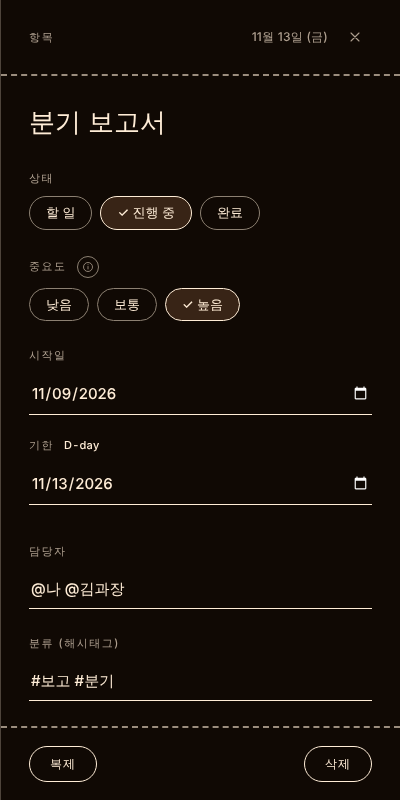 항목 11월 13일 (금)
분기 보고서
상태
할 일 진행 중 완료
중요도
낮음 보통 높음
시작일
11/09/2026
기한 D-day
11/13/2026
담당자
@나 @김과장
분류 (해시태그)
#보고 #분기
복제 삭제